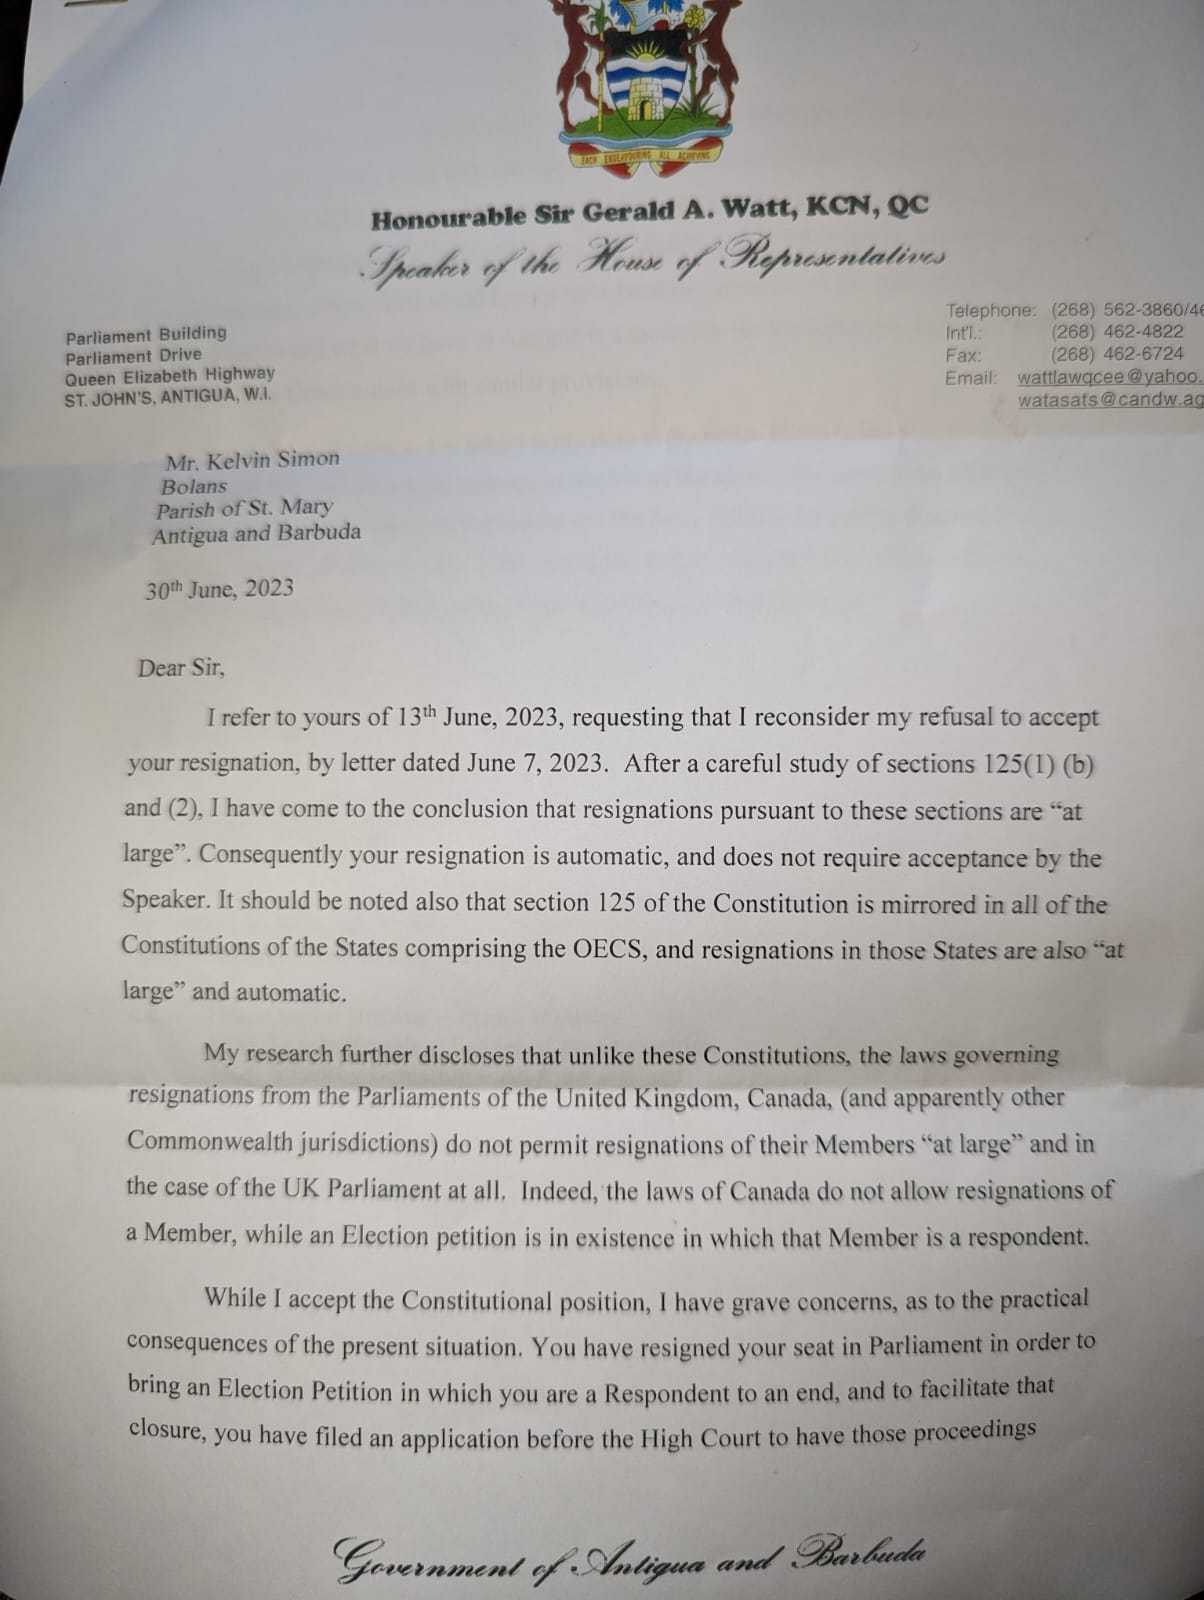 EACH ENDEAVOURING ALL ACHIEVING
Honourable Sir Gerald A. Watt, KCN, QC
Speaker of the House of Representatives
Parliament Building
Parliament Drive
Queen Elizabeth Highway
ST. JOHN'S, ANTIGUA, W.I.
Telephone: (268) 562-3860/46
Int'l.: (268) 462-4822
Fax: (268) 462-6724
Email: wattlawqcee@yahoo.
watasats@candw.ag
Mr. Kelvin Simon
Bolans
Parish of St. Mary
Antigua and Barbuda
30th June, 2023
Dear Sir,
I refer to yours of 13th June, 2023, requesting that I reconsider my refusal to accept
your resignation, by letter dated June 7, 2023. After a careful study of sections 125(1) (b)
and (2), I have come to the conclusion that resignations pursuant to these sections are “at
large”. Consequently your resignation is automatic, and does not require acceptance by the
Speaker. It should be noted also that section 125 of the Constitution is mirrored in all of the
Constitutions of the States comprising the OECS, and resignations in those States are also “at
large” and automatic.
My research further discloses that unlike these Constitutions, the laws governing
resignations from the Parliaments of the United Kingdom, Canada, (and apparently other
Commonwealth jurisdictions) do not permit resignations of their Members “at large” and in
the case of the UK Parliament at all. Indeed, the laws of Canada do not allow resignations of
a Member, while an Election petition is in existence in which that Member is a respondent.
While I accept the Constitutional position, I have grave concerns, as to the practical
consequences of the present situation. You have resigned your seat in Parliament in order to
bring an Election Petition in which you are a Respondent to an end, and to facilitate that
closure, you have filed an application before the High Court to have those proceedings
Government of Antigua and Barbuda